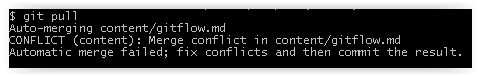 $ git pull
Auto-merging content/gitflow.md
CONFLICT (content): Merge conflict in content/gitflow.md
Automatic merge failed; fix conflicts and then commit the result.